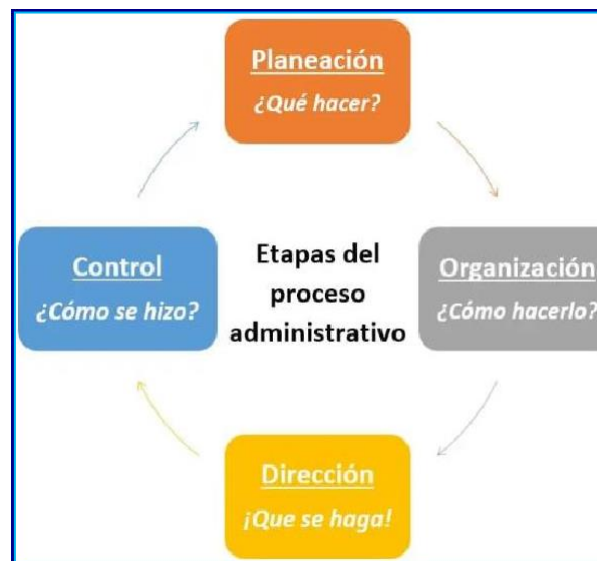 Planeación
¿Qué hacer?
Organización
¿Cómo hacerlo?
Dirección
¡Que se haga!
Control
¿Cómo se hizo?
Etapas del
proceso
administrativo